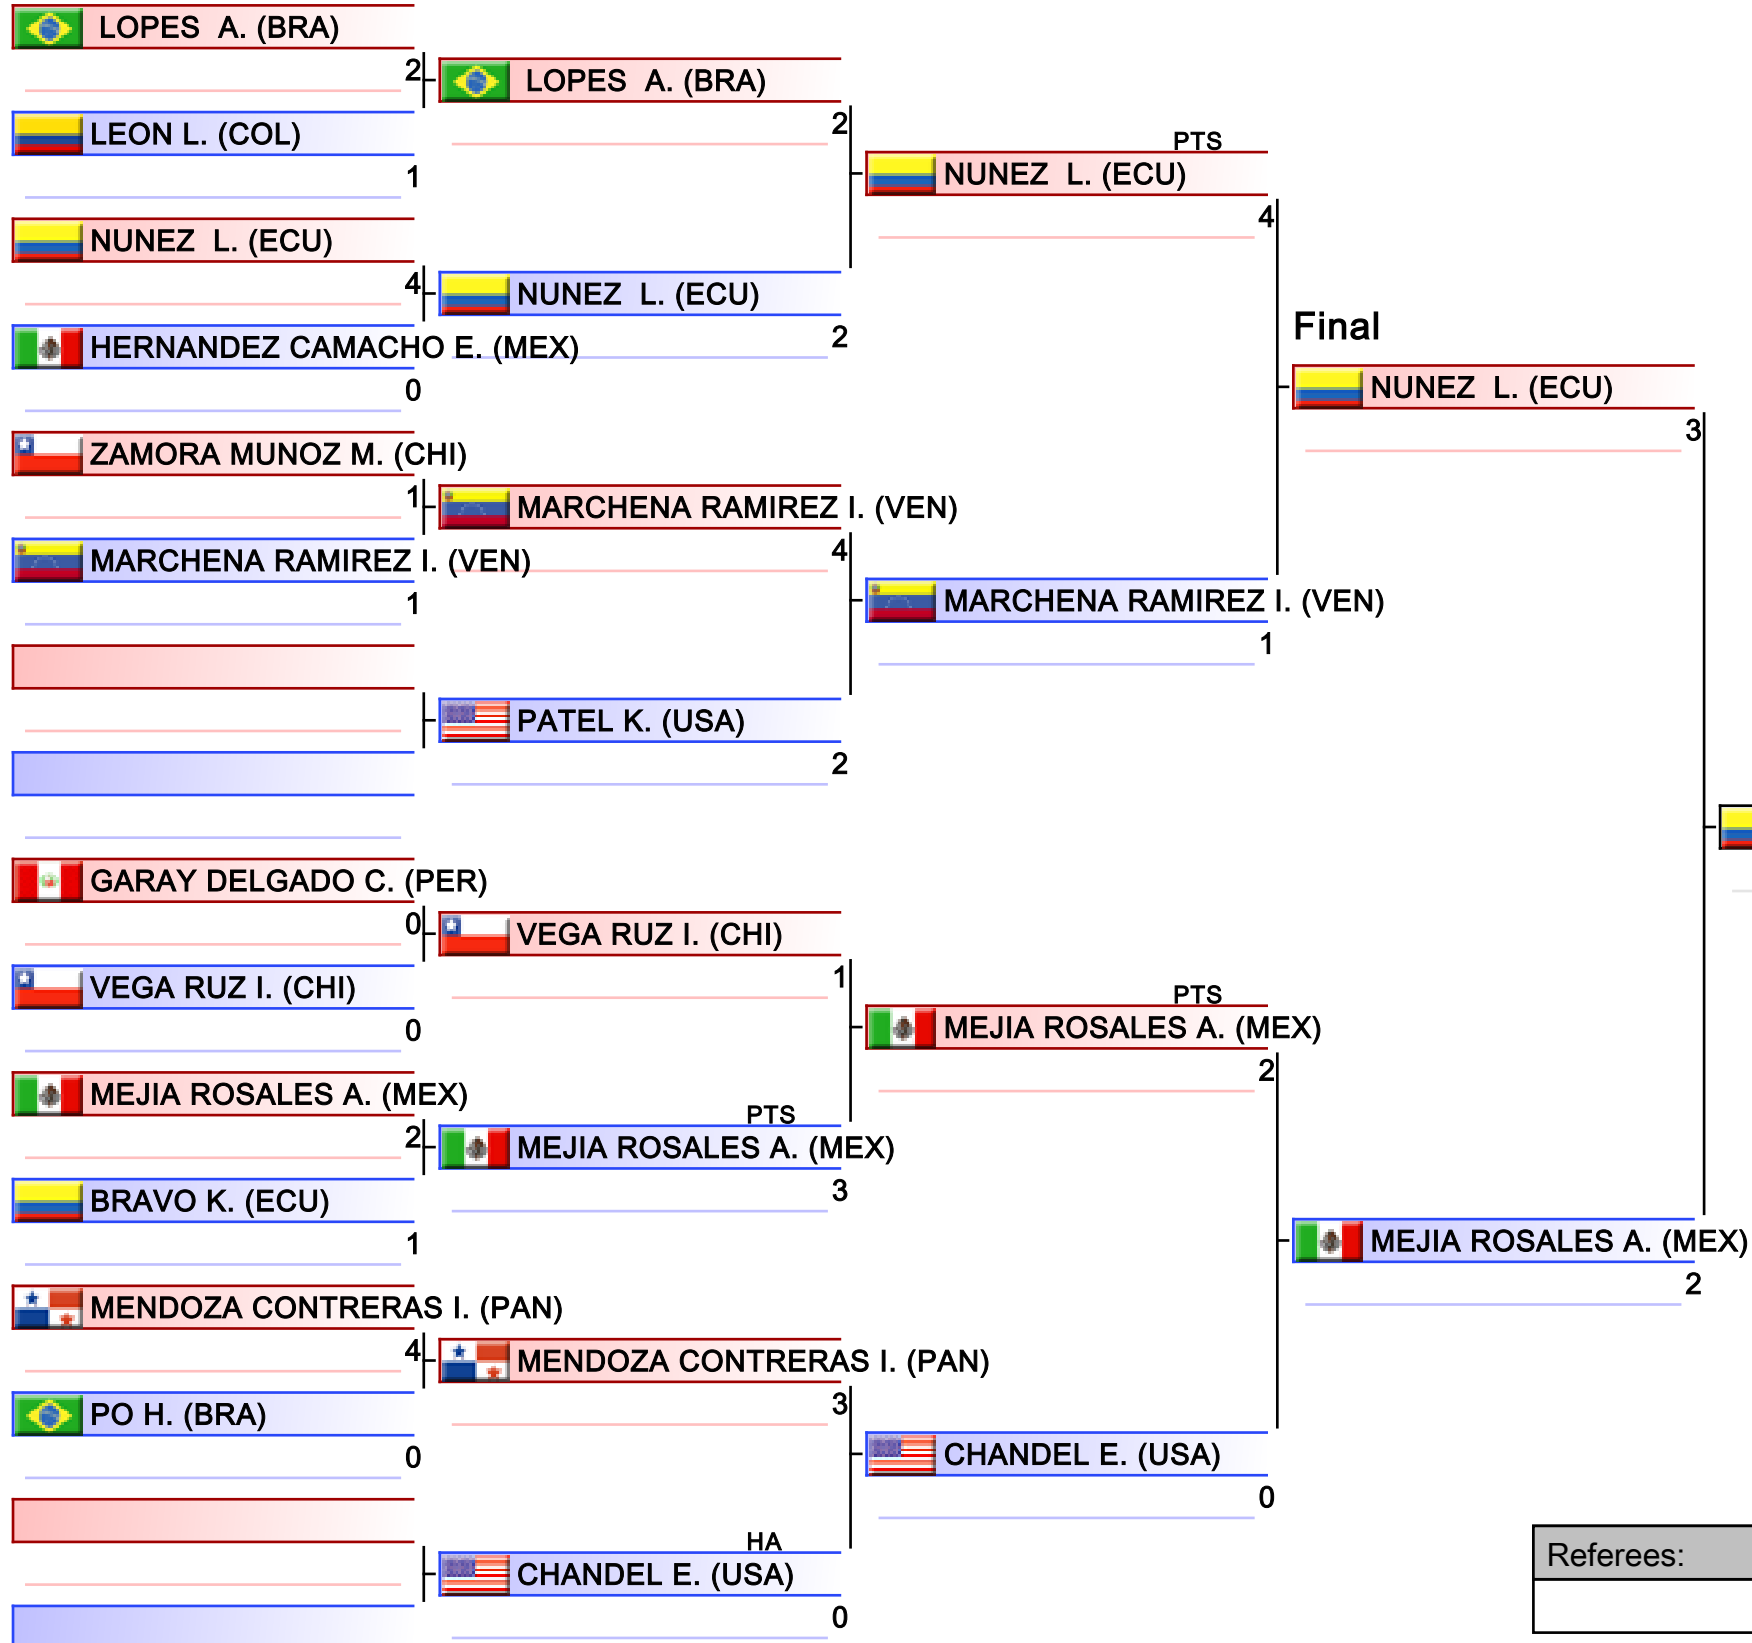 LOPES  A. (BRA)
2
LEON L. (COL)
1
NUNEZ  L. (ECU)
4
HERNANDEZ CAMACHO E. (MEX)
0
ZAMORA MUNOZ M. (CHI)
1
MARCHENA RAMIREZ I. (VEN)
1
GARAY DELGADO C. (PER)
0
VEGA RUZ I. (CHI)
0
MEJIA ROSALES A. (MEX)
2
BRAVO K. (ECU)
1
MENDOZA CONTRERAS I. (PAN)
4
PO H. (BRA)
0
LOPES  A. (BRA)
2
NUNEZ  L. (ECU)
2
MARCHENA RAMIREZ I. (VEN)
4
PATEL K. (USA)
2
VEGA RUZ I. (CHI)
1
PTS
MEJIA ROSALES A. (MEX)
3
MENDOZA CONTRERAS I. (PAN)
3
HA
CHANDEL E. (USA)
0
PTS
NUNEZ  L. (ECU)
4
MARCHENA RAMIREZ I. (VEN)
1
PTS
MEJIA ROSALES A. (MEX)
2
CHANDEL E. (USA)
0
Final
NUNEZ  L. (ECU)
3
MEJIA ROSALES A. (MEX)
2
Referees: